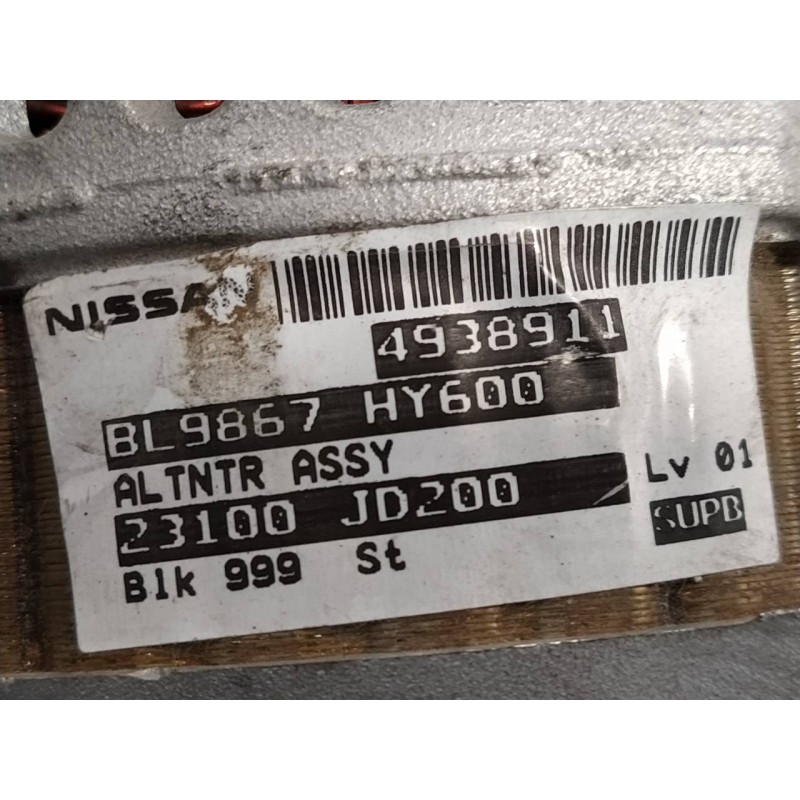 NISSAN
4938911
BL9867 HY600
ALTNTR ASSY
23100 JD200
Lv 01
SUPB
Blk 999 St